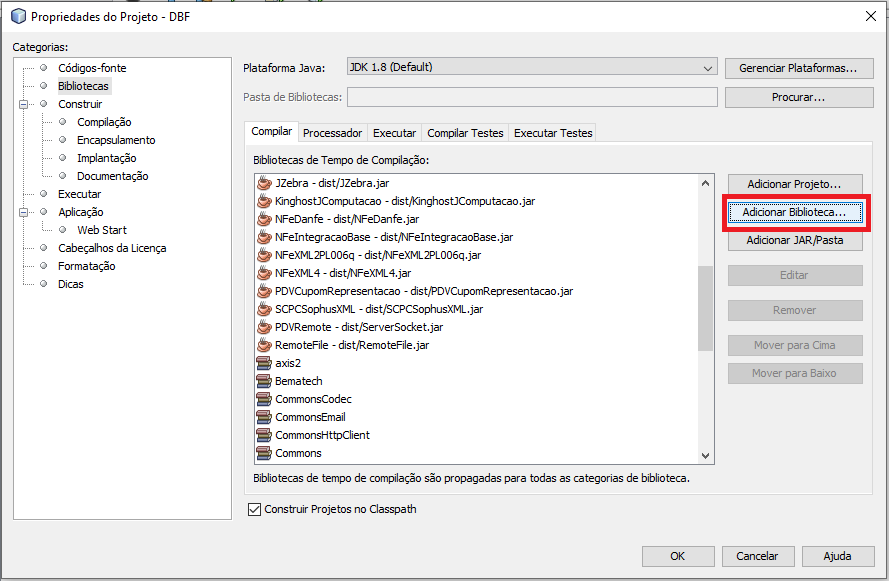 Propriedades do Projeto - DBF
Categorias:
Códigos-fonte
Bibliotecas
Construir
Compilação
Encapsulamento
Implantação
Documentação
Executar
Aplicação
Web Start
Cabeçalhos da Licença
Formatação
Dicas
Plataforma Java:
JDK 1.8 (Default)
Gerenciar Plataformas...
Pasta de Bibliotecas:
Procurar...
Compilar
Processador
Executar
Compilar Testes
Executar Testes
Bibliotecas de Tempo de Compilação:
JZebra - dist/JZebra.jar
KinghostJComputacao - dist/KinghostJComputacao.jar
NFeDanfe - dist/NFeDanfe.jar
NFeIntegracaoBase - dist/NFeIntegracaoBase.jar
NFeXML2PL006q - dist/NFeXML2PL006q.jar
NFeXML4 - dist/NFeXML4.jar
PDVCupomRepresentacao - dist/PDVCupomRepresentacao.jar
SCPCSophusXML - dist/SCPCSophusXML.jar
PDVRemote - dist/ServerSocket.jar
RemoteFile - dist/RemoteFile.jar
axis2
Bematech
CommonsCodec
CommonsEmail
CommonsHttpClient
Commons
Adicionar Projeto...
Adicionar Biblioteca...
Adicionar JAR/Pasta
Editar
Remover
Mover para Cima
Mover para Baixo
Bibliotecas de tempo de compilação são propagadas para todas as categorias de biblioteca.
Construir Projetos no Classpath
OK
Cancelar
Ajuda